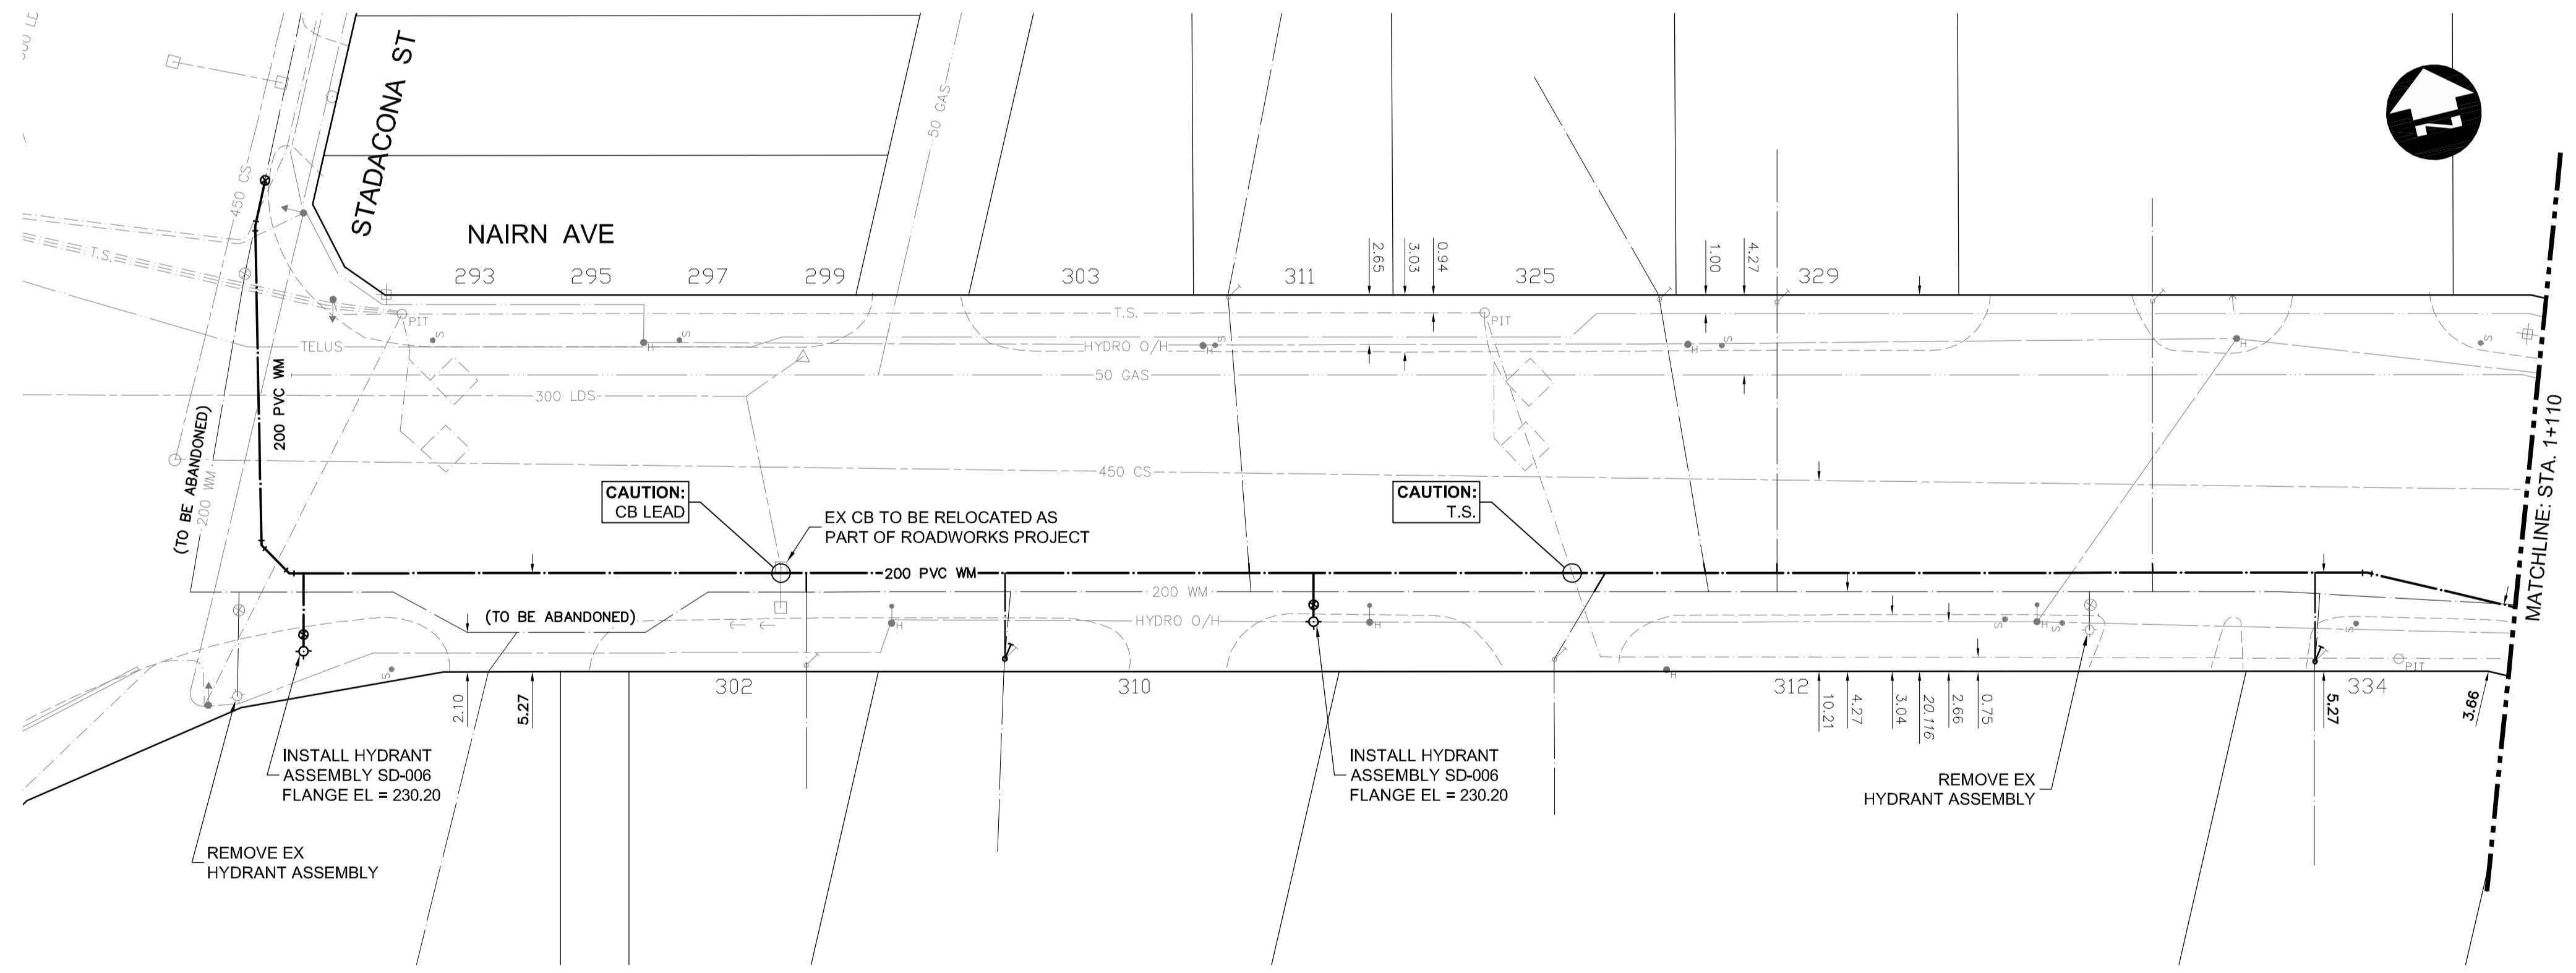 STADACONA ST
NAIRN AVE
50 GAS
450 CS
T.S.
293
295
297
299
303
311
325
329
2.65
3.03
0.94
1.00
4.27
N
PIT
T.S.
PIT
S
H
S
H
S
H
S
S
TELUS
HYDRO O/H
50 GAS
300 LDS
200 PVC WM
(TO BE ABANDONED)
200 WM
450 CS
CAUTION:
CB LEAD
EX CB TO BE RELOCATED AS
PART OF ROADWORKS PROJECT
CAUTION:
T.S.
MATCHLINE: STA. 1+110
200 PVC WM
200 WM
(TO BE ABANDONED)
HYDRO O/H
H
H
S
H
S
S
S
H
PIT
302
310
312
334
2.10
5.27
10.21
4.27
3.04
20.116
2.66
0.75
5.27
3.66
INSTALL HYDRANT
ASSEMBLY SD-006
FLANGE EL = 230.20
INSTALL HYDRANT
ASSEMBLY SD-006
FLANGE EL = 230.20
REMOVE EX
HYDRANT ASSEMBLY
REMOVE EX
HYDRANT ASSEMBLY